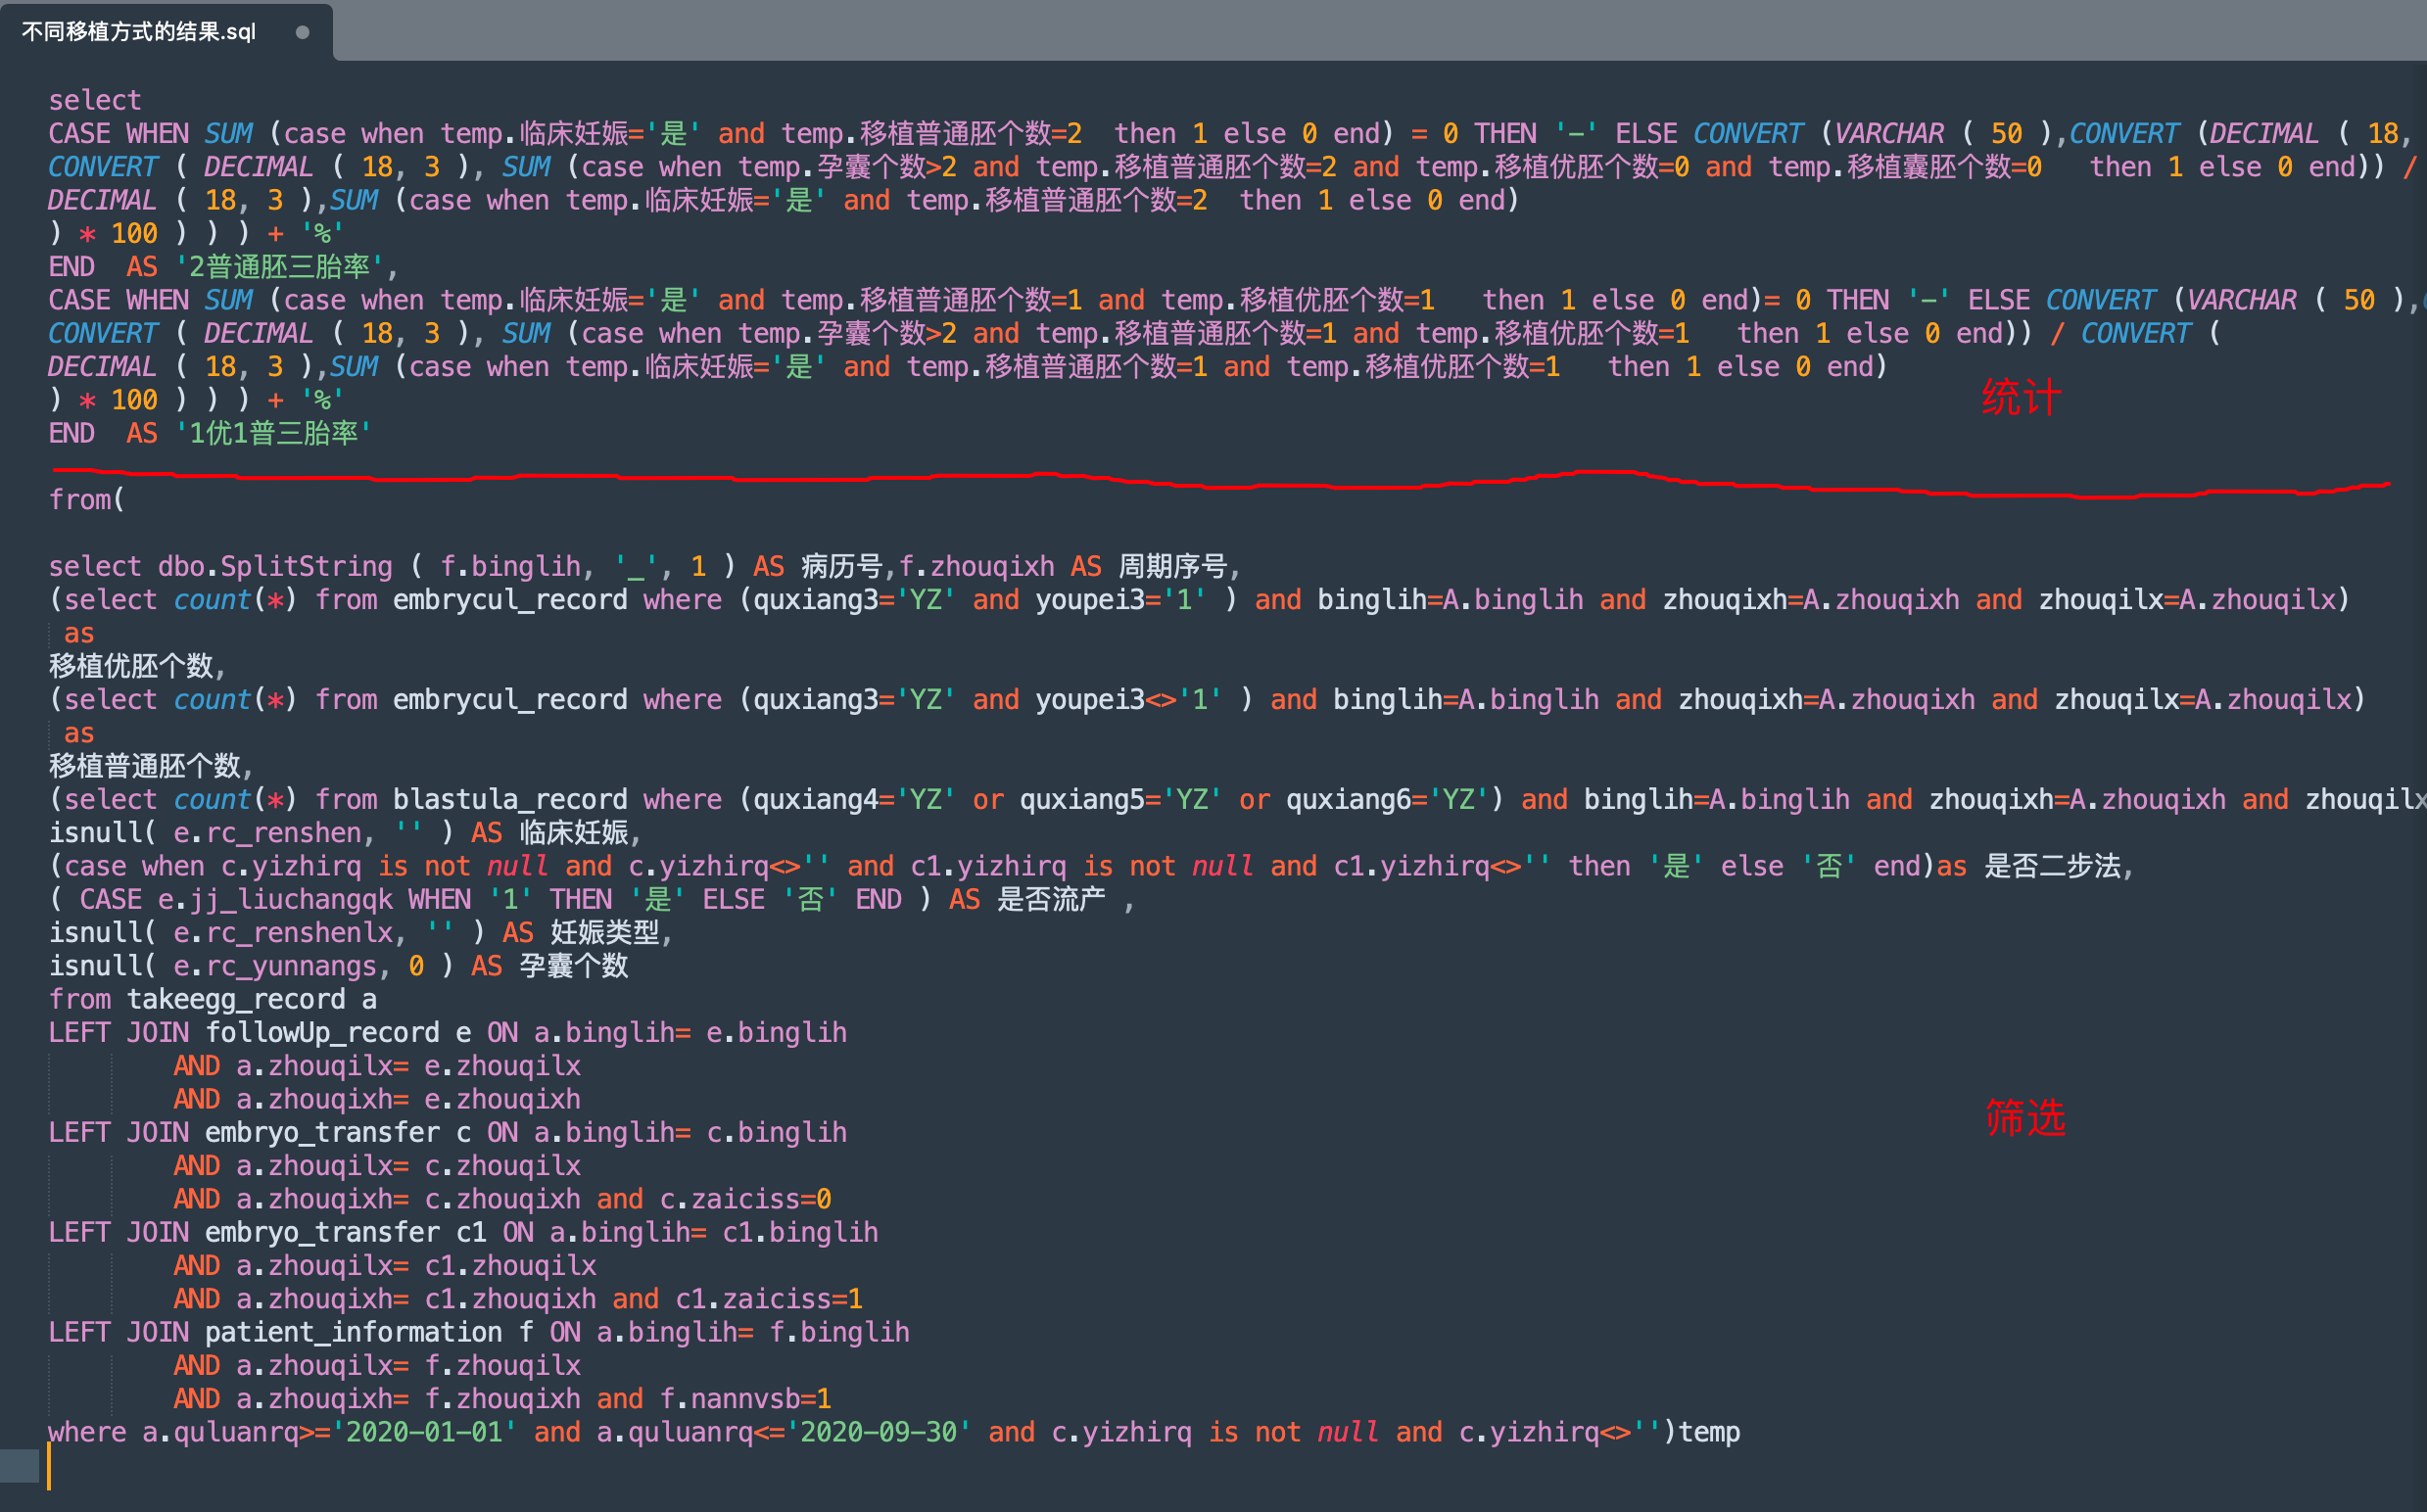 不同移植方式的结果.sql
select
CASE WHEN SUM (case when temp.临床妊娠='是' and temp.移植普通胚个数=2  then 1 else 0 end) = 0 THEN '-' ELSE CONVERT (VARCHAR ( 50 ),CONVERT (DECIMAL ( 18,
CONVERT ( DECIMAL ( 18, 3 ), SUM (case when temp.孕囊个数>2 and temp.移植普通胚个数=2 and temp.移植优胚个数=0 and temp.移植囊胚个数=0   then 1 else 0 end)) /
DECIMAL ( 18, 3 ),SUM (case when temp.临床妊娠='是' and temp.移植普通胚个数=2  then 1 else 0 end)
) * 100 ) ) ) + '%'
END  AS '2普通胚三胎率',
CASE WHEN SUM (case when temp.临床妊娠='是' and temp.移植普通胚个数=1 and temp.移植优胚个数=1   then 1 else 0 end)= 0 THEN '-' ELSE CONVERT (VARCHAR ( 50 ),
CONVERT ( DECIMAL ( 18, 3 ), SUM (case when temp.孕囊个数>2 and temp.移植普通胚个数=1 and temp.移植优胚个数=1   then 1 else 0 end)) / CONVERT (
DECIMAL ( 18, 3 ),SUM (case when temp.临床妊娠='是' and temp.移植普通胚个数=1 and temp.移植优胚个数=1   then 1 else 0 end)
统计
) * 100 ) ) ) + '%'
END  AS '1优1普三胎率'
from(
select dbo.SplitString ( f.binglih, '_', 1 ) AS 病历号,f.zhouqixh AS 周期序号,
(select count(*) from embrycul_record where (quxiang3='YZ' and youpei3='1' ) and binglih=A.binglih and zhouqixh=A.zhouqixh and zhouqilx=A.zhouqilx)
as
移植优胚个数,
(select count(*) from embrycul_record where (quxiang3='YZ' and youpei3<>'1' ) and binglih=A.binglih and zhouqixh=A.zhouqixh and zhouqilx=A.zhouqilx)
as
移植普通胚个数,
(select count(*) from blastula_record where (quxiang4='YZ' or quxiang5='YZ' or quxiang6='YZ') and binglih=A.binglih and zhouqixh=A.zhouqixh and zhouqilx
isnull( e.rc_renshen, '' ) AS 临床妊娠,
(case when c.yizhirq is not null and c.yizhirq<>'' and c1.yizhirq is not null and c1.yizhirq<>'' then '是' else '否' end)as 是否二步法,
( CASE e.jj_liuchangqk WHEN '1' THEN '是' ELSE '否' END ) AS 是否流产 ,
isnull( e.rc_renshenlx, '' ) AS 妊娠类型,
isnull( e.rc_yunnangs, 0 ) AS 孕囊个数
from takeegg_record a
LEFT JOIN followUp_record e ON a.binglih= e.binglih
AND a.zhouqilx= e.zhouqilx
AND a.zhouqixh= e.zhouqixh
筛选
LEFT JOIN embryo_transfer c ON a.binglih= c.binglih
AND a.zhouqilx= c.zhouqilx
AND a.zhouqixh= c.zhouqixh and c.zaiciss=0
LEFT JOIN embryo_transfer c1 ON a.binglih= c1.binglih
AND a.zhouqilx= c1.zhouqilx
AND a.zhouqixh= c1.zhouqixh and c1.zaiciss=1
LEFT JOIN patient_information f ON a.binglih= f.binglih
AND a.zhouqilx= f.zhouqilx
AND a.zhouqixh= f.zhouqixh and f.nannvsb=1
where a.quluanrq>='2020-01-01' and a.quluanrq<='2020-09-30' and c.yizhirq is not null and c.yizhirq<>'')temp